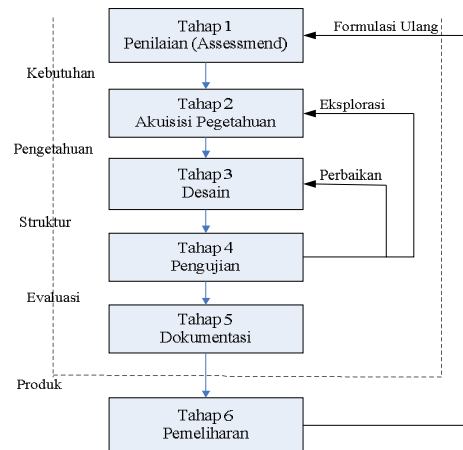 Tahap 1
Penilaian (Assessmend)
Formulasi Ulang
Kebutuhan
Tahap 2
Akuisisi Pegetahuan
Eksplorasi
Pengetahuan
Tahap 3
Desain
Perbaikan
Struktur
Tahap 4
Pengujian
Evaluasi
Tahap 5
Dokumentasi
Produk
Tahap 6
Pemeliharan